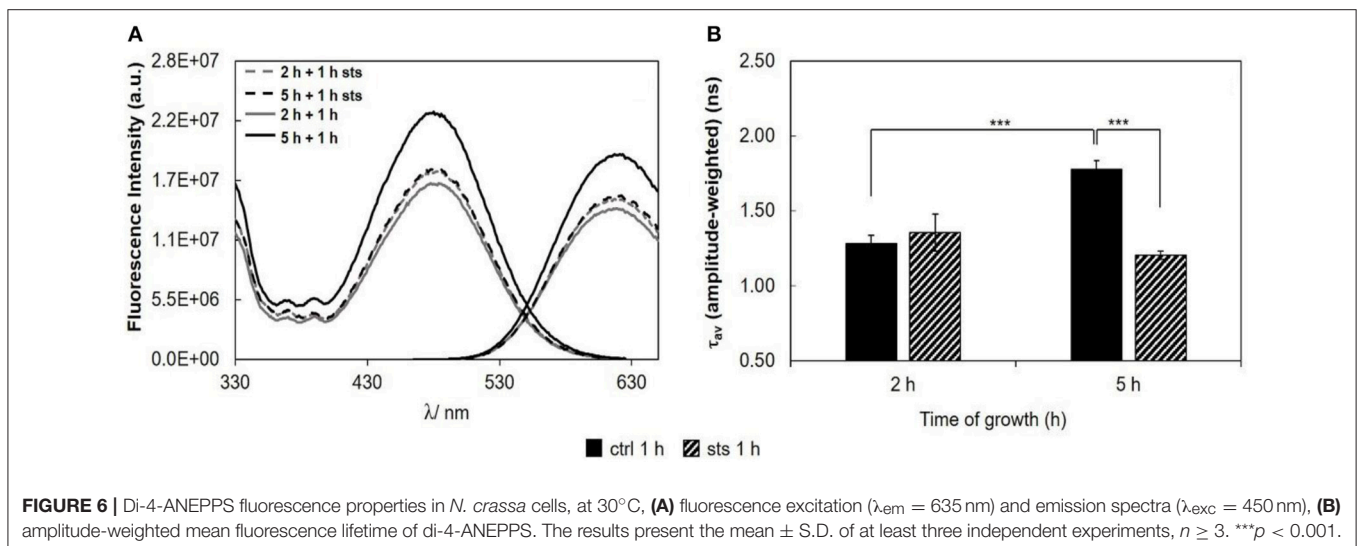 A
Fluorescence Intensity (a.u.)
2.8E+07
2.2E+07
1.7E+07
1.1E+07
5.5E+06
0.0E+00
2 h + 1 h sts
5 h + 1 h sts
2 h + 1 h
5 h + 1 h
330 430 530 630
λ/ nm
B
τav (amplitude-weighted) (ns)
2.50
2.00
1.50
1.00
0.50
*** ***
2 h 5 h
Time of growth (h)
ctrl 1 h sts 1 h
FIGURE 6 | Di-4-ANEPPS fluorescence properties in N. crassa cells, at 30°C, (A) fluorescence excitation (λem = 635 nm) and emission spectra (λexc = 450 nm), (B)
amplitude-weighted mean fluorescence lifetime of di-4-ANEPPS. The results present the mean ± S.D. of at least three independent experiments, n ≥ 3. ***p < 0.001.